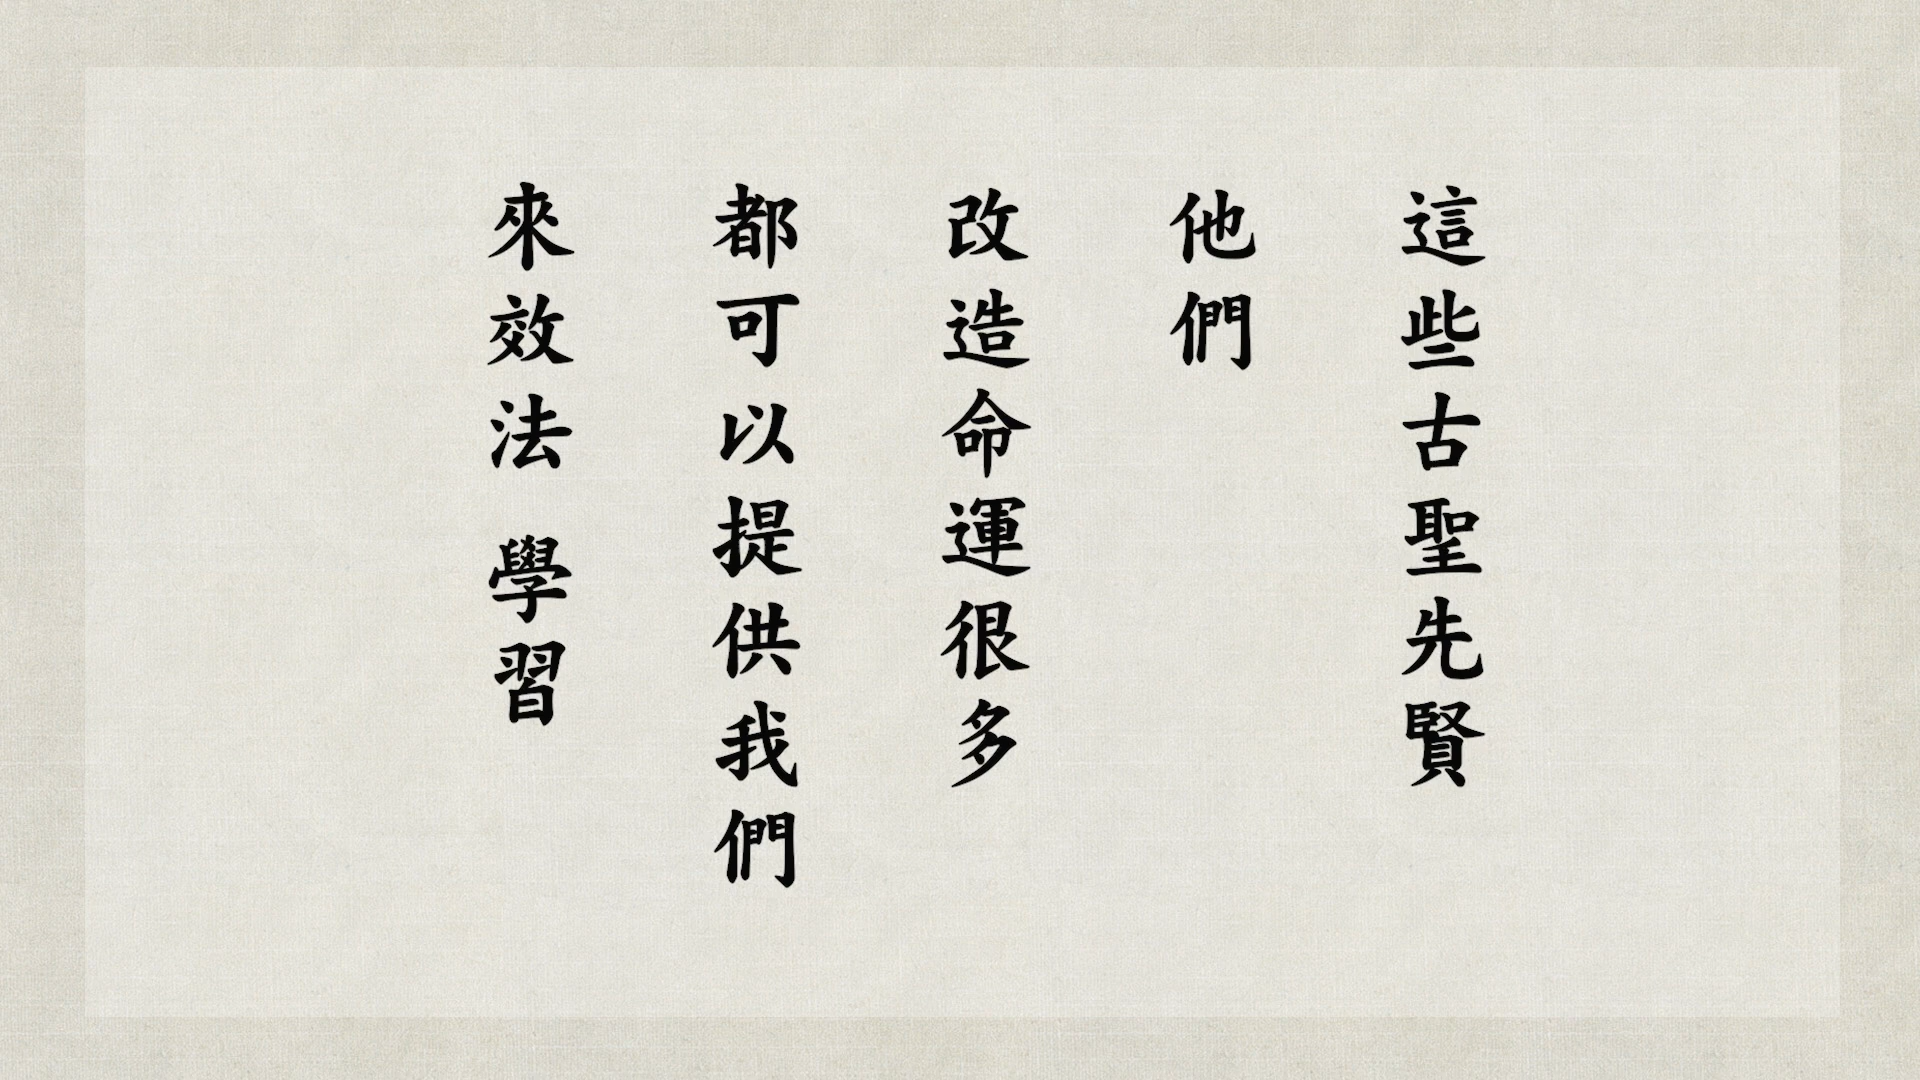 這些古聖先賢
他們
改造命運很多
都可以提供我們
來效法 學習